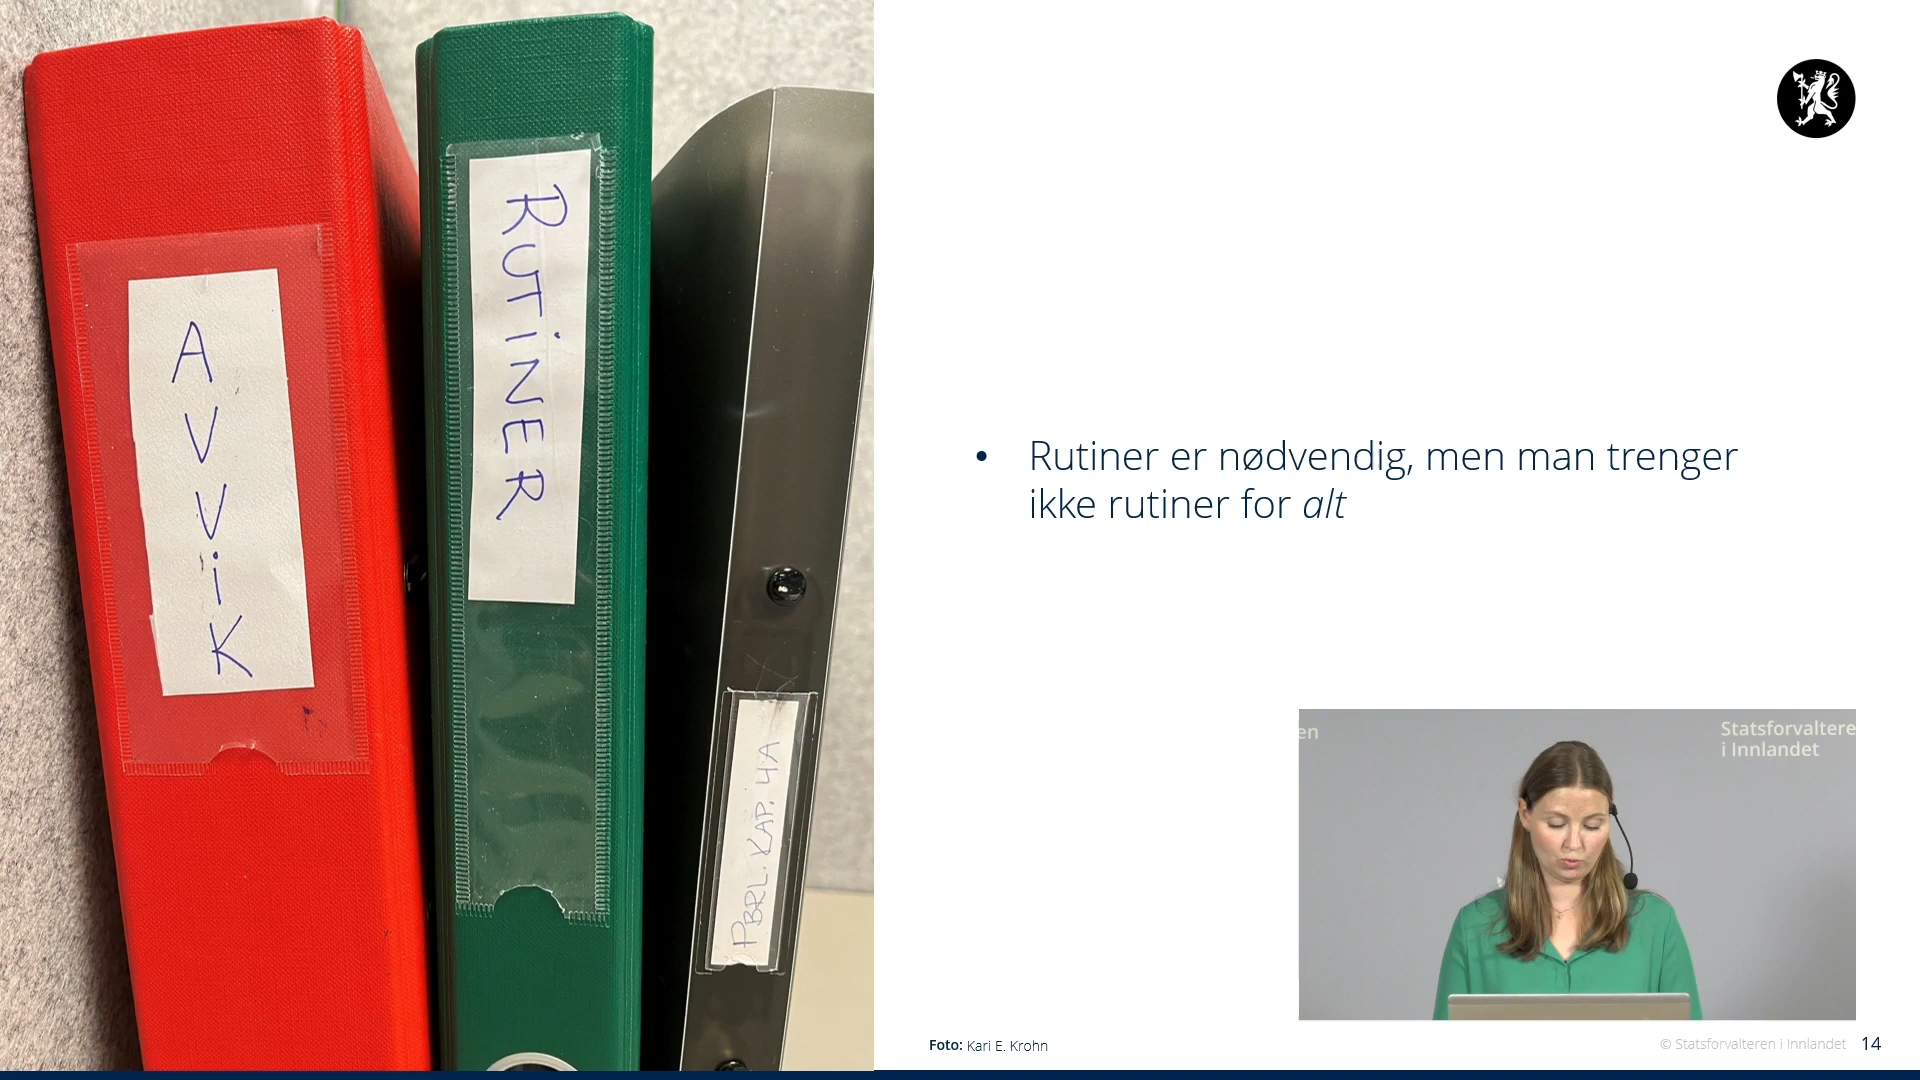 AVViK
RUTiNER
PBRL. KAP. 4A
• Rutiner er nødvendig, men man trenger
ikke rutiner for alt
en
Statsforvaltere
i Innlandet
Foto: Kari E. Krohn
© Statsforvalteren i Innlandet 14